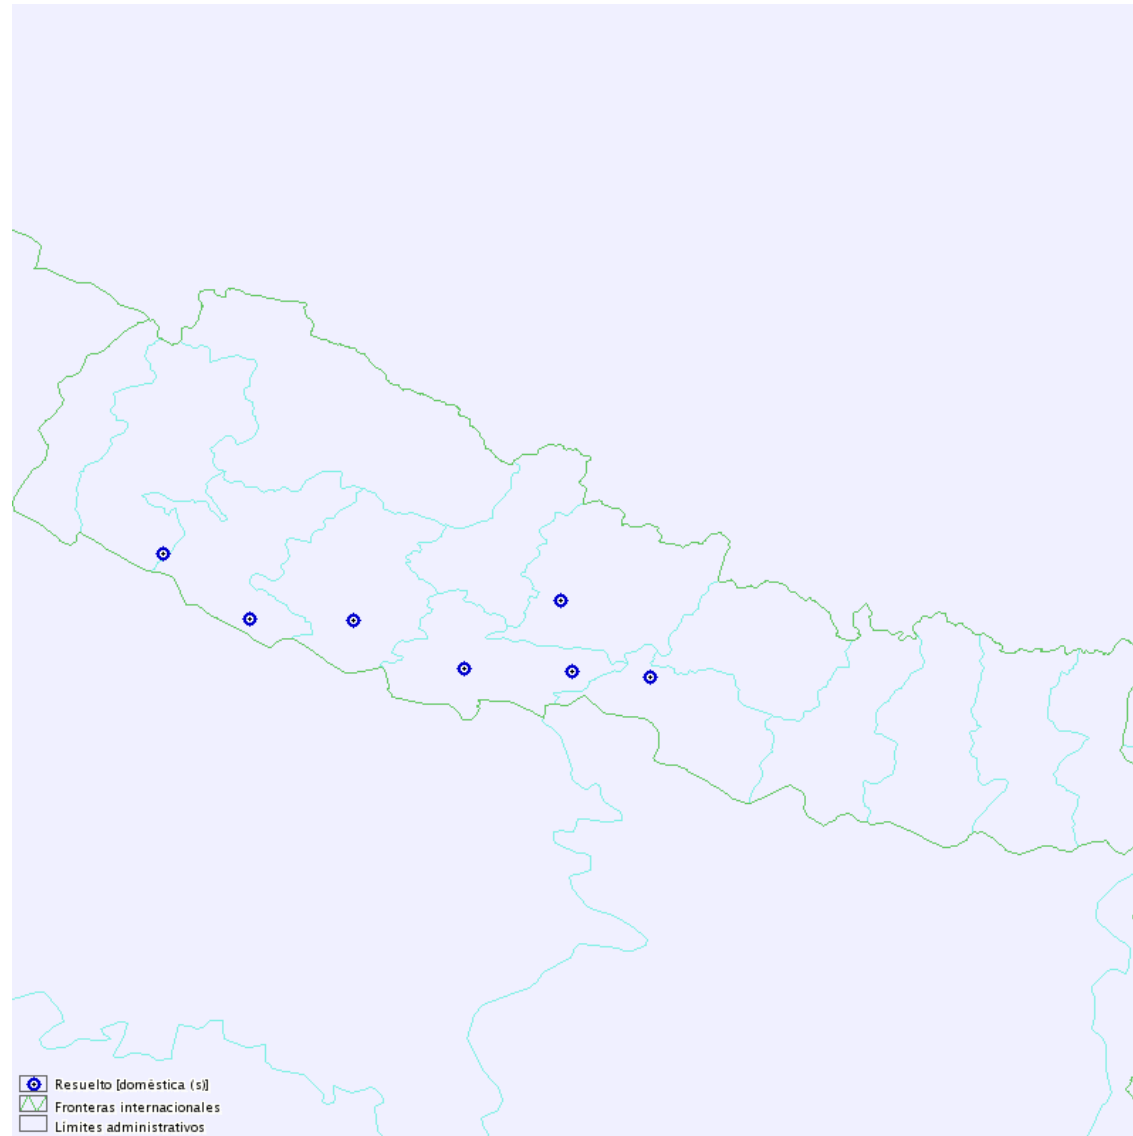 Resuelto [doméstica (s)]
Fronteras internacionales
Límites administrativos